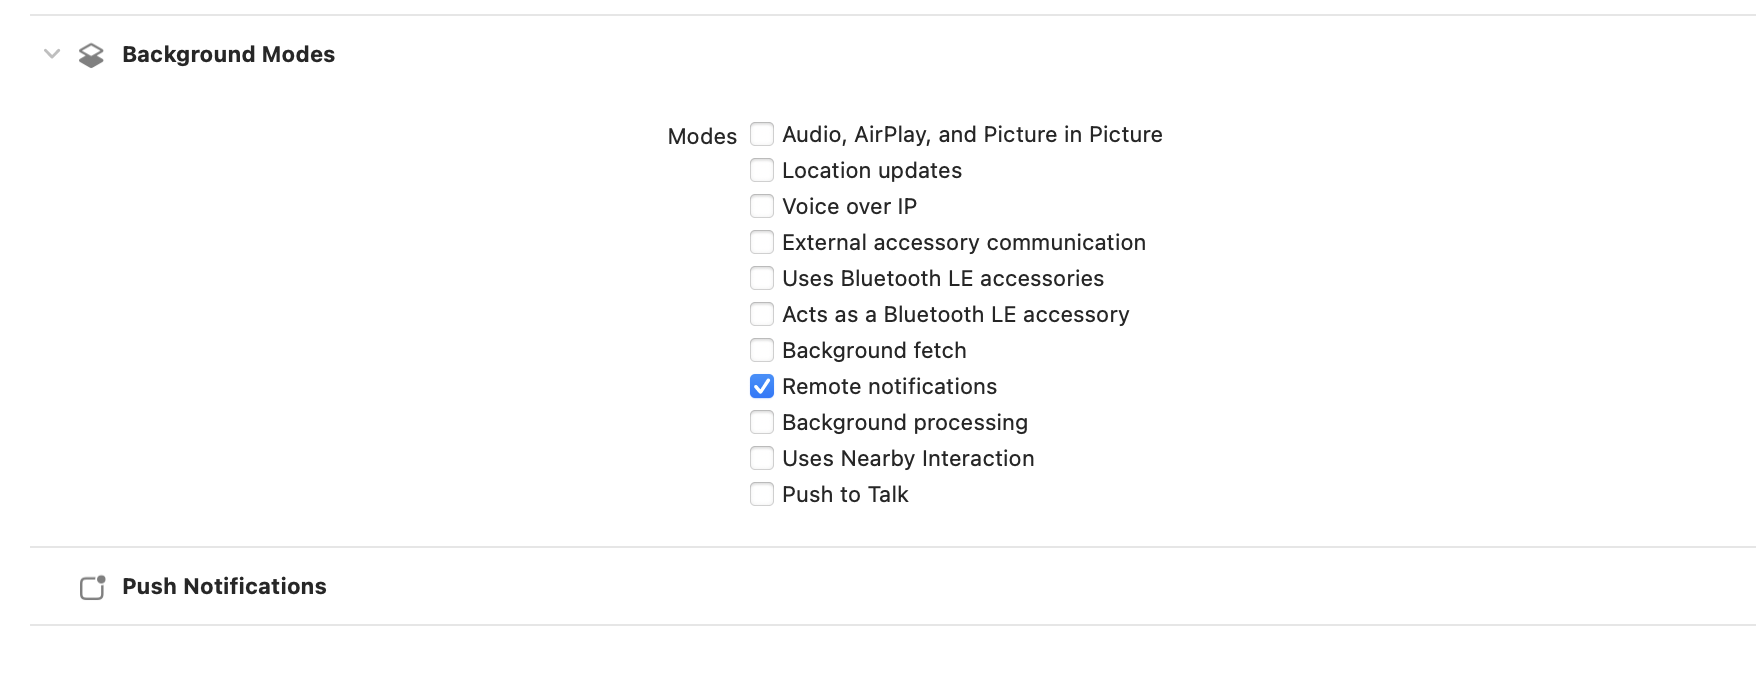 Background Modes
Modes Audio, AirPlay, and Picture in Picture
Location updates
Voice over IP
External accessory communication
Uses Bluetooth LE accessories
Acts as a Bluetooth LE accessory
Background fetch
Remote notifications
Background processing
Uses Nearby Interaction
Push to Talk
Push Notifications